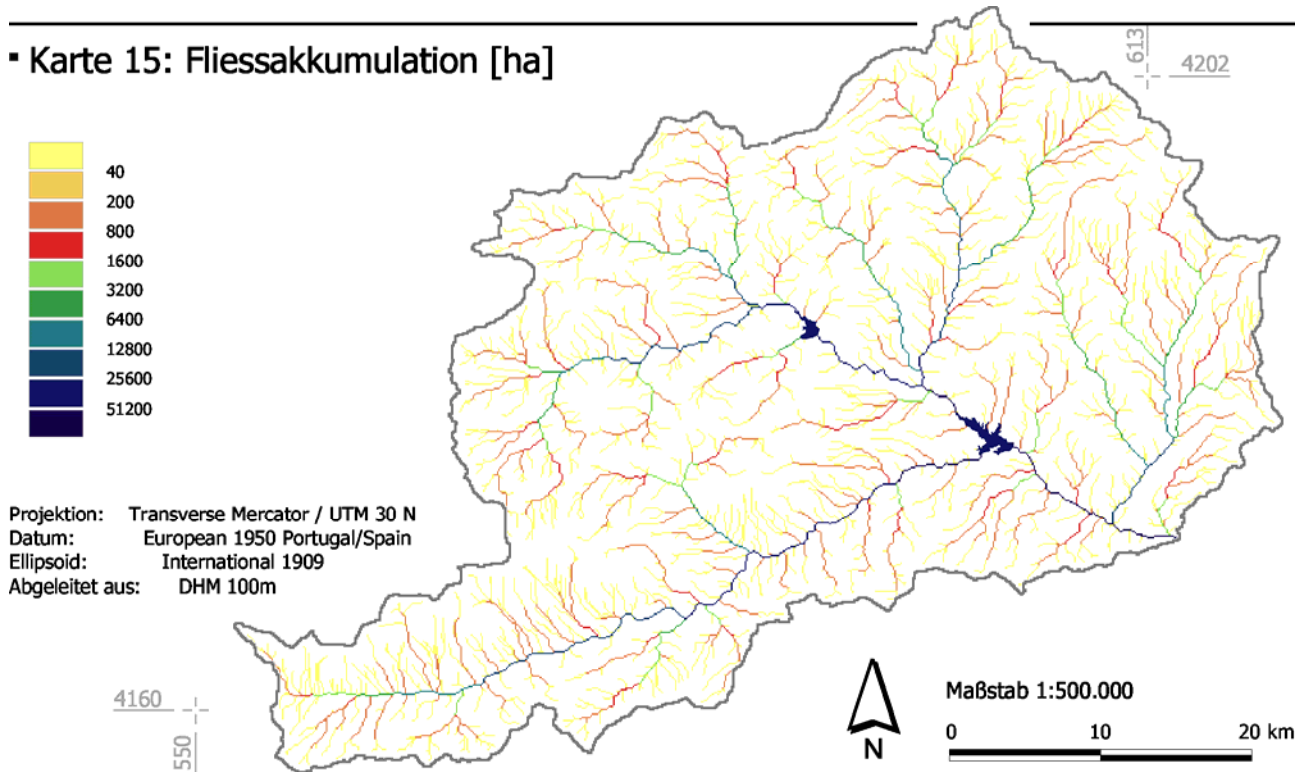 ▪ Karte 15: Fliessakkumulation [ha]
613
4202
40
200
800
1600
3200
6400
12800
25600
51200
Projektion: Transverse Mercator / UTM 30 N
Datum: European 1950 Portugal/Spain
Ellipsoid: International 1909
Abgeleitet aus: DHM 100m
4160
550
N
Maßstab 1:500.000
0 10 20 km